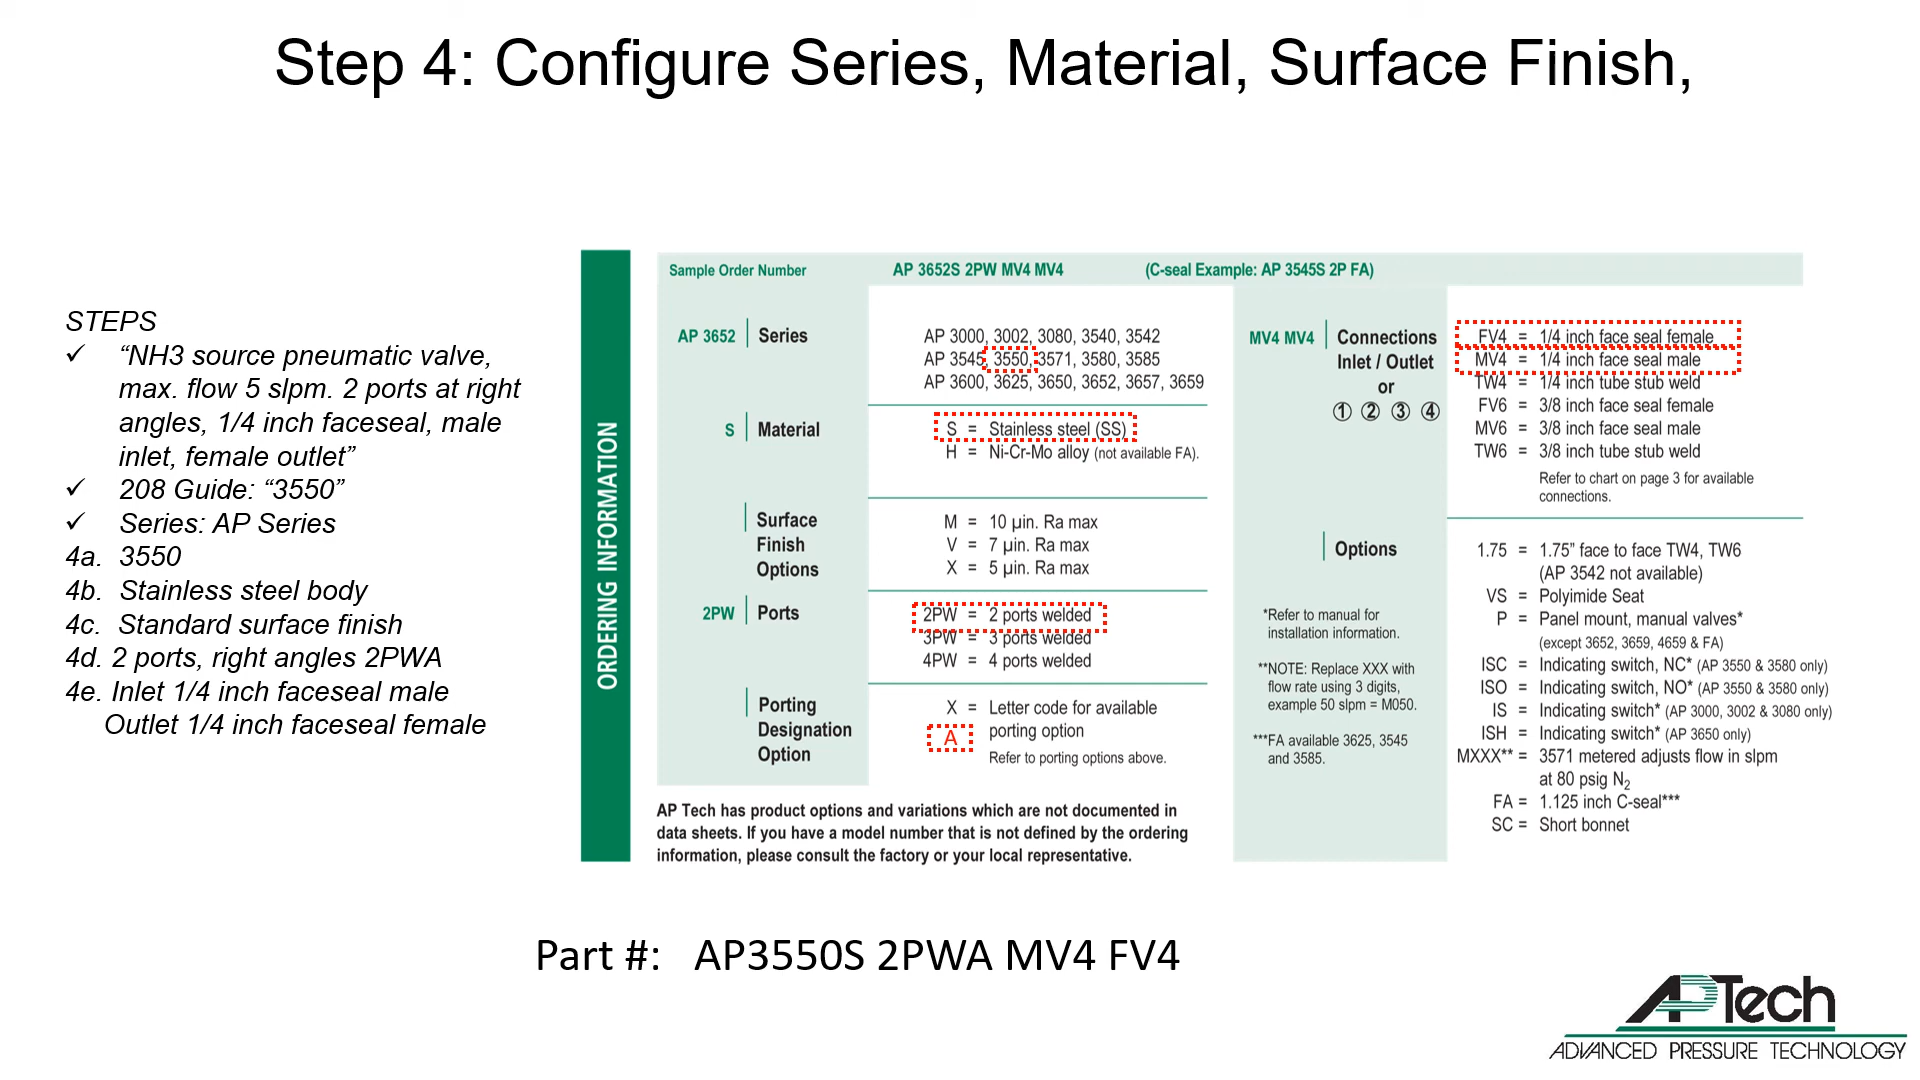 Step 4: Configure Series, Material, Surface Finish,
STEPS
✓ “NH3 source pneumatic valve,
max. flow 5 slpm. 2 ports at right
angles, 1/4 inch faceseal, male
inlet, female outlet”
✓ 208 Guide: “3550”
✓ Series: AP Series
4a. 3550
4b. Stainless steel body
4c. Standard surface finish
4d. 2 ports, right angles 2PWA
4e. Inlet 1/4 inch faceseal male
Outlet 1/4 inch faceseal female
ORDERING INFORMATION
Sample Order Number AP 3652S 2PW MV4 MV4 (C-seal Example: AP 3545S 2P FA)
AP 3652 Series
AP 3000, 3002, 3080, 3540, 3542
AP 3545, 3550, 3571, 3580, 3585
AP 3600, 3625, 3650, 3652, 3657, 3659
S Material
S = Stainless steel (SS)
H = Ni-Cr-Mo alloy (not available FA).
Surface
Finish
Options
M = 10 µin. Ra max
V = 7 µin. Ra max
X = 5 µin. Ra max
2PW Ports
2PW = 2 ports welded
3PW = 3 ports welded
4PW = 4 ports welded
Porting
Designation
Option
X = Letter code for available
porting option
A
Refer to porting options above.
AP Tech has product options and variations which are not documented in
data sheets. If you have a model number that is not defined by the ordering
information, please consult the factory or your local representative.
MV4 MV4 Connections
Inlet / Outlet
or
① ② ③ ④
FV4 = 1/4 inch face seal female
MV4 = 1/4 inch face seal male
TW4 = 1/4 inch tube stub weld
FV6 = 3/8 inch face seal female
MV6 = 3/8 inch face seal male
TW6 = 3/8 inch tube stub weld
Refer to chart on page 3 for available
connections.
Options
1.75 = 1.75” face to face TW4, TW6
(AP 3542 not available)
VS = Polyimide Seat
P = Panel mount, manual valves*
(except 3652, 3659, 4659 & FA)
ISC = Indicating switch, NC* (AP 3550 & 3580 only)
ISO = Indicating switch, NO* (AP 3550 & 3580 only)
IS = Indicating switch* (AP 3000, 3002 & 3080 only)
ISH = Indicating switch* (AP 3650 only)
MXXX** = 3571 metered adjusts flow in slpm
at 80 psig N2
FA = 1.125 inch C-seal***
SC = Short bonnet
*Refer to manual for
installation information.
**NOTE: Replace XXX with
flow rate using 3 digits,
example 50 slpm = M050.
***FA available 3625, 3545
and 3585.
Part #: AP3550S 2PWA MV4 FV4
APTech
ADVANCED PRESSURE TECHNOLOGY